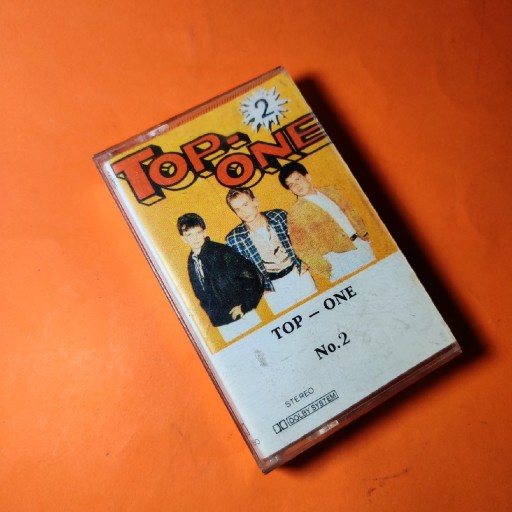 2
TOP-
ONE
TOP – ONE
No.2
STEREO
DOLBY SYSTEM